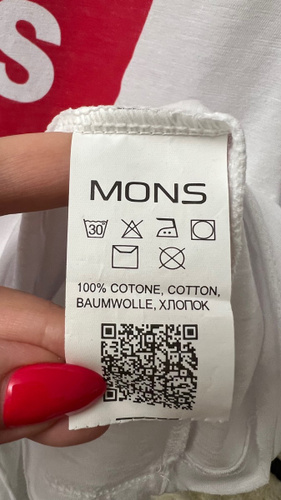 S
MONS
30
100% COTONE, COTTON,
BAUMWOLLE, ХЛОПОК